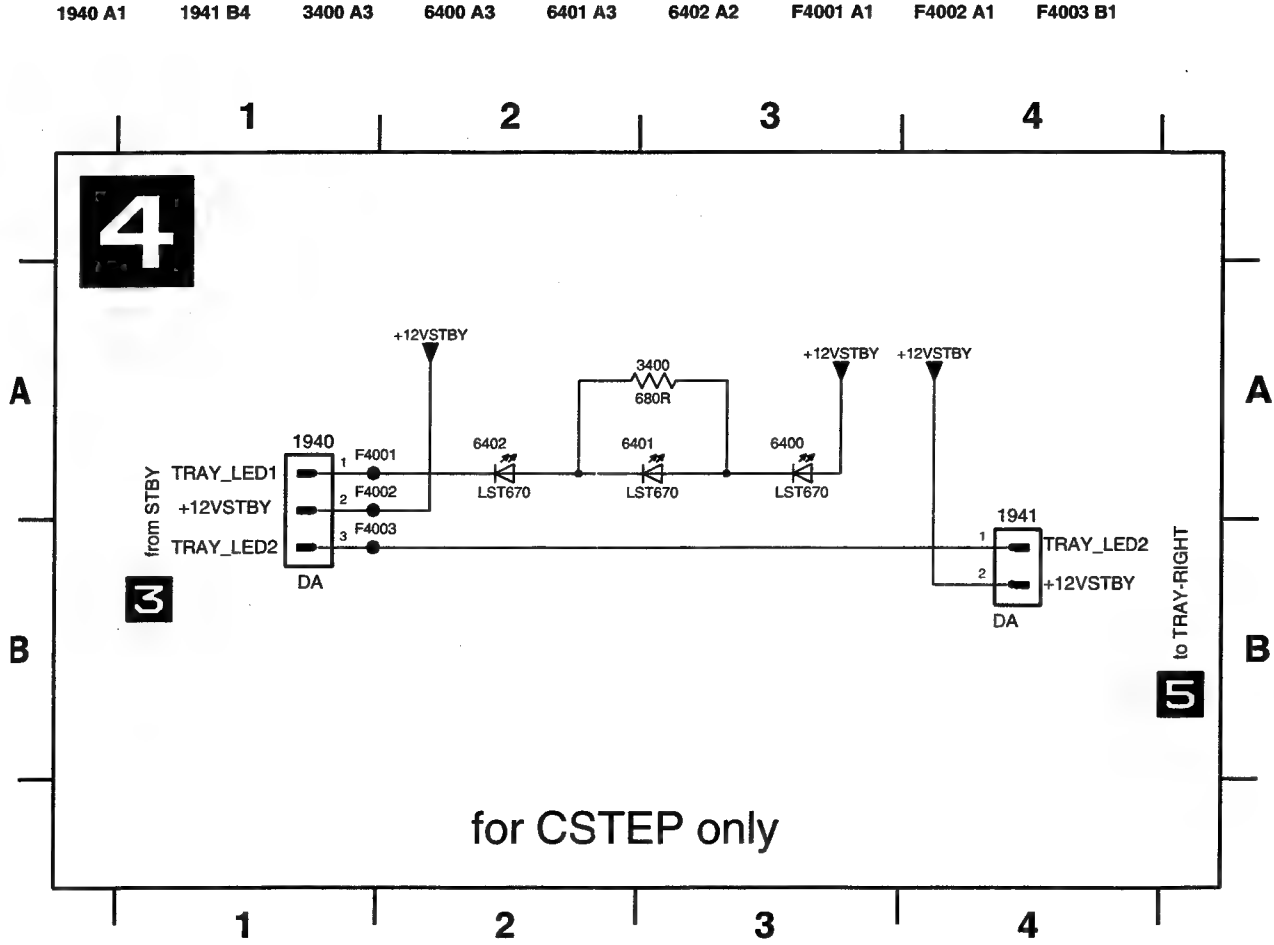 1940 A1 1941 B4 3400 A3 6400 A3 6401 A3 6402 A2 F4001 A1 F4002 A1 F4003 B1
1 2 3 4
4
+12VSTBY
+12VSTBY +12VSTBY
3400
680R
A A
1940
6402 6401 6400
TRAY_LED1 1 F4001
LST670 LST670 LST670
+12VSTBY 2 F4002
from STBY
1941
TRAY_LED2 3 F4003
1 TRAY_LED2
2 +12VSTBY
DA
DA
3
to TRAY-RIGHT
B B
5
for CSTEP only
1 2 3 4